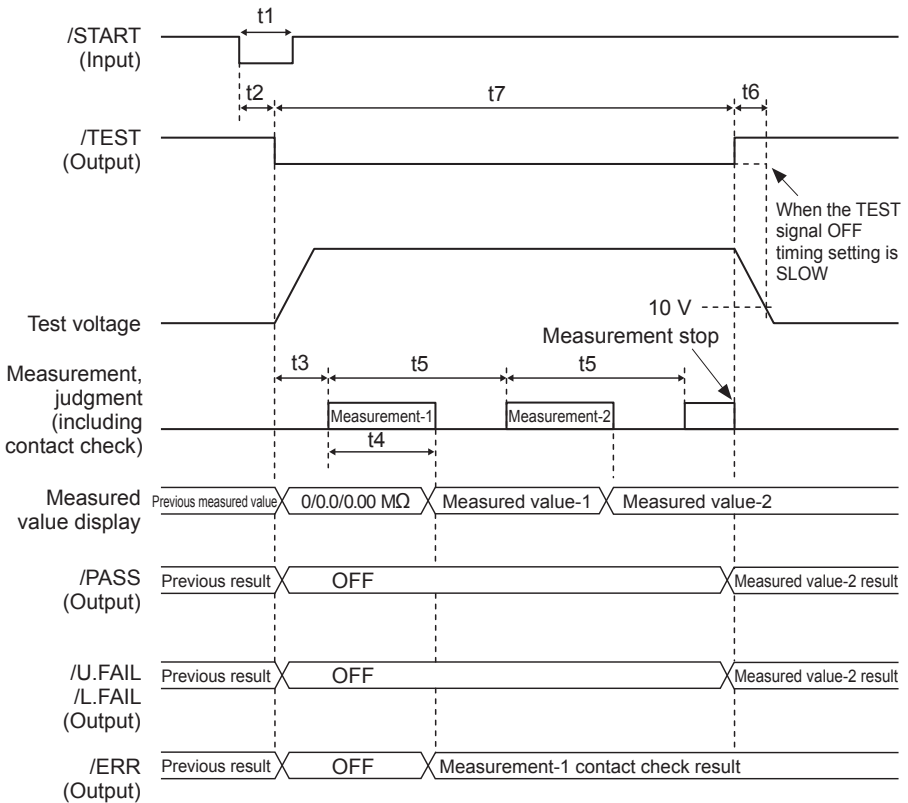 t1
/START
(Input)
t2
t7
t6
/TEST
(Output)
When the TEST
signal OFF
timing setting is
SLOW
10 V
Test voltage
Measurement stop
t3
t5
t5
Measurement,
judgment
(including
contact check)
Measurement-1
Measurement-2
t4
Measured
value display
Previous measured value
0/0.0/0.00 MΩ
Measured value-1
Measured value-2
/PASS
(Output)
Previous result
OFF
Measured value-2 result
/U.FAIL
/L.FAIL
(Output)
Previous result
OFF
Measured value-2 result
/ERR
(Output)
Previous result
OFF
Measurement-1 contact check result